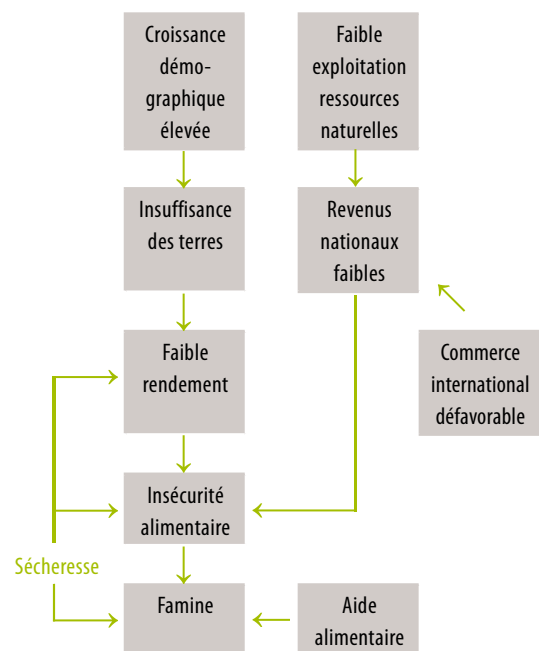 Croissance
démo-
graphique
élevée
Faible
exploitation
ressources
naturelles
Insuffisance
des terres
Revenus
nationaux
faibles
Faible
rendement
Commerce
international
défavorable
Insécurité
alimentaire
Sécheresse
Famine
Aide
alimentaire